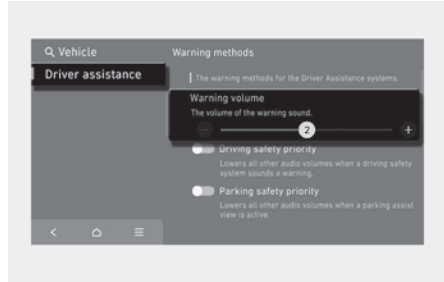 Vehicle
Warning methods
Driver assistance
The warning methods for the Driver Assistance systems.
Warning volume
The volume of the warning sound.
2
Driving safety priority
Lowers all other audio volumes when a driving safety
system sounds a warning.
Parking safety priority
Lowers all other audio volumes when a parking assist
view is active.